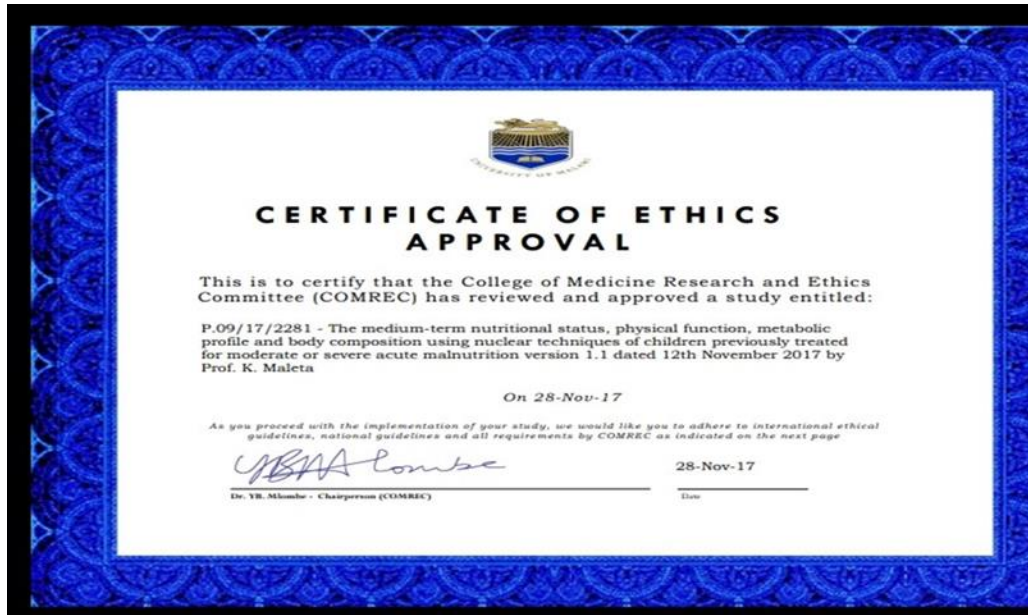 UNIVERSITY OF MALAWI
CERTIFICATE OF ETHICS
APPROVAL
This is to certify that the College of Medicine Research and Ethics
Committee (COMREC) has reviewed and approved a study entitled:
P.09/17/2281 - The medium-term nutritional status, physical function, metabolic
profile and body composition using nuclear techniques of children previously treated
for moderate or severe acute malnutrition version 1.1 dated 12th November 2017 by
Prof. K. Maleta
On 28-Nov-17
As you proceed with the implementation of your study, we would like you to adhere to international ethical
guidelines, national guidelines and all requirements by COMREC as indicated on the next page
28-Nov-17
Dr. YB. Mlombe - Chairperson (COMREC)
Date